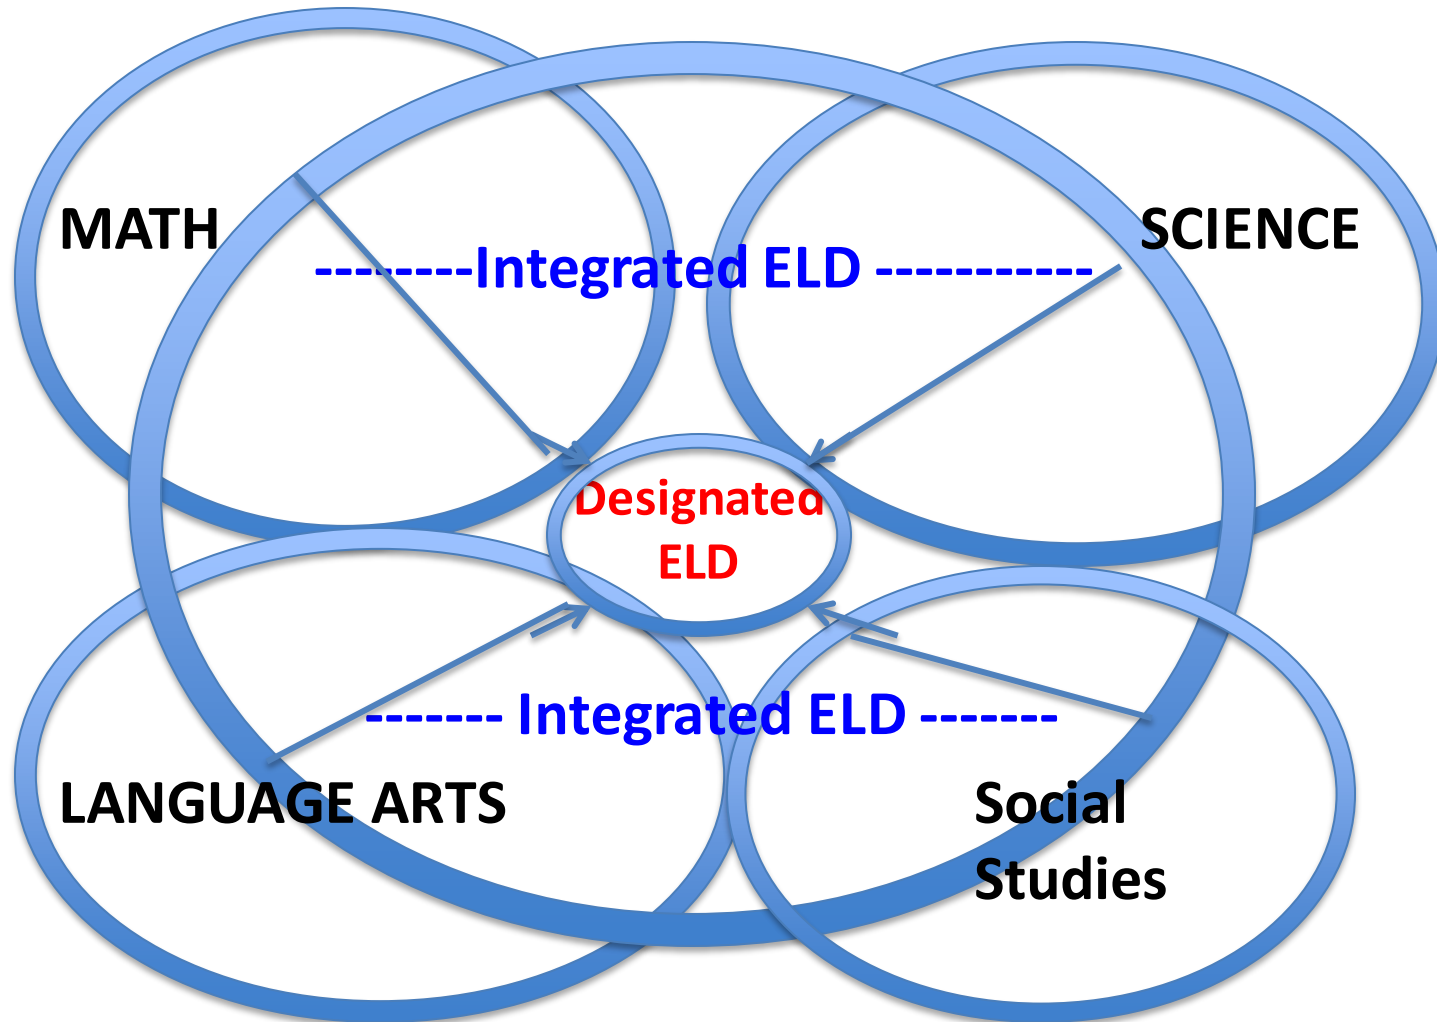 MATH
SCIENCE
--------Integrated ELD -----------
Designated
ELD
------- Integrated ELD -------
LANGUAGE ARTS
Social
Studies